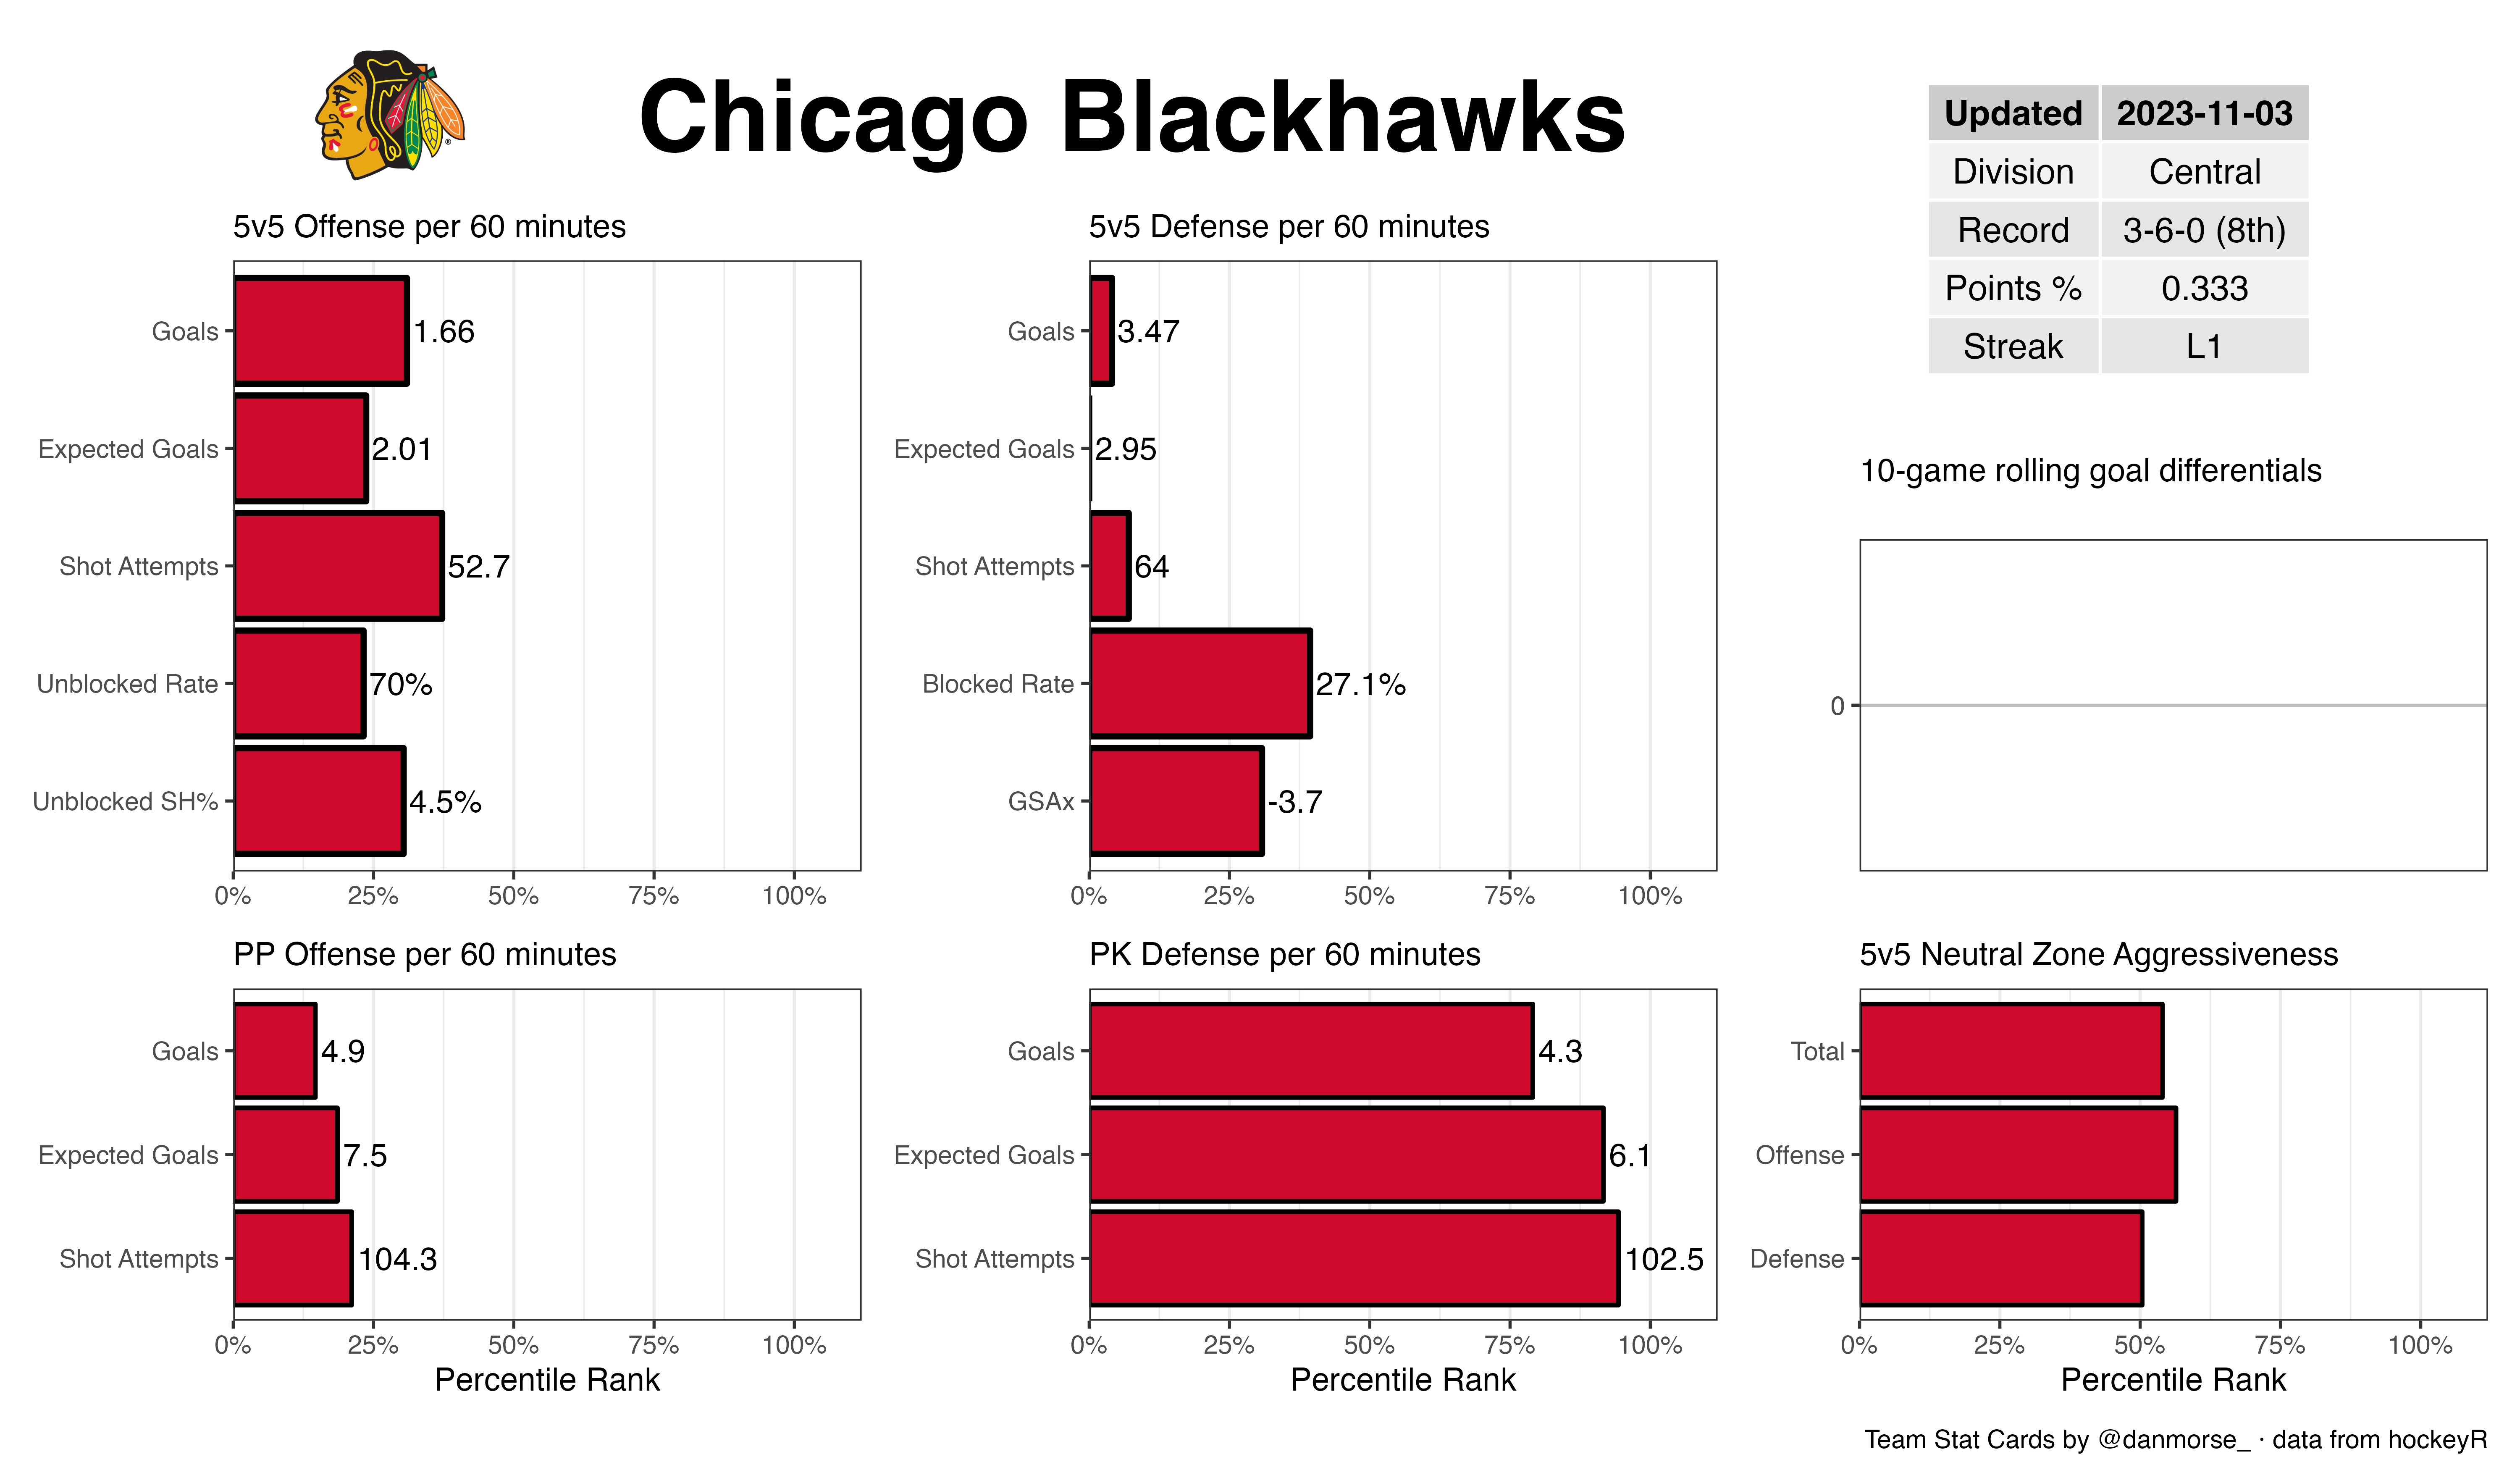 Chicago Blackhawks
Updated 2023-11-03
Division Central
Record 3-6-0 (8th)
Points % 0.333
Streak L1
5v5 Offense per 60 minutes
Goals 1.66
Expected Goals 2.01
Shot Attempts 52.7
Unblocked Rate 70%
Unblocked SH% 4.5%
0% 25% 50% 75% 100%
5v5 Defense per 60 minutes
Goals 3.47
Expected Goals 2.95
Shot Attempts 64
Blocked Rate 27.1%
GSAx -3.7
0% 25% 50% 75% 100%
10-game rolling goal differentials
0
PP Offense per 60 minutes
Goals 4.9
Expected Goals 7.5
Shot Attempts 104.3
0% 25% 50% 75% 100%
Percentile Rank
PK Defense per 60 minutes
Goals 4.3
Expected Goals 6.1
Shot Attempts 102.5
0% 25% 50% 75% 100%
Percentile Rank
5v5 Neutral Zone Aggressiveness
Total
Offense
Defense
0% 25% 50% 75% 100%
Percentile Rank
Team Stat Cards by @danmorse_ · data from hockeyR